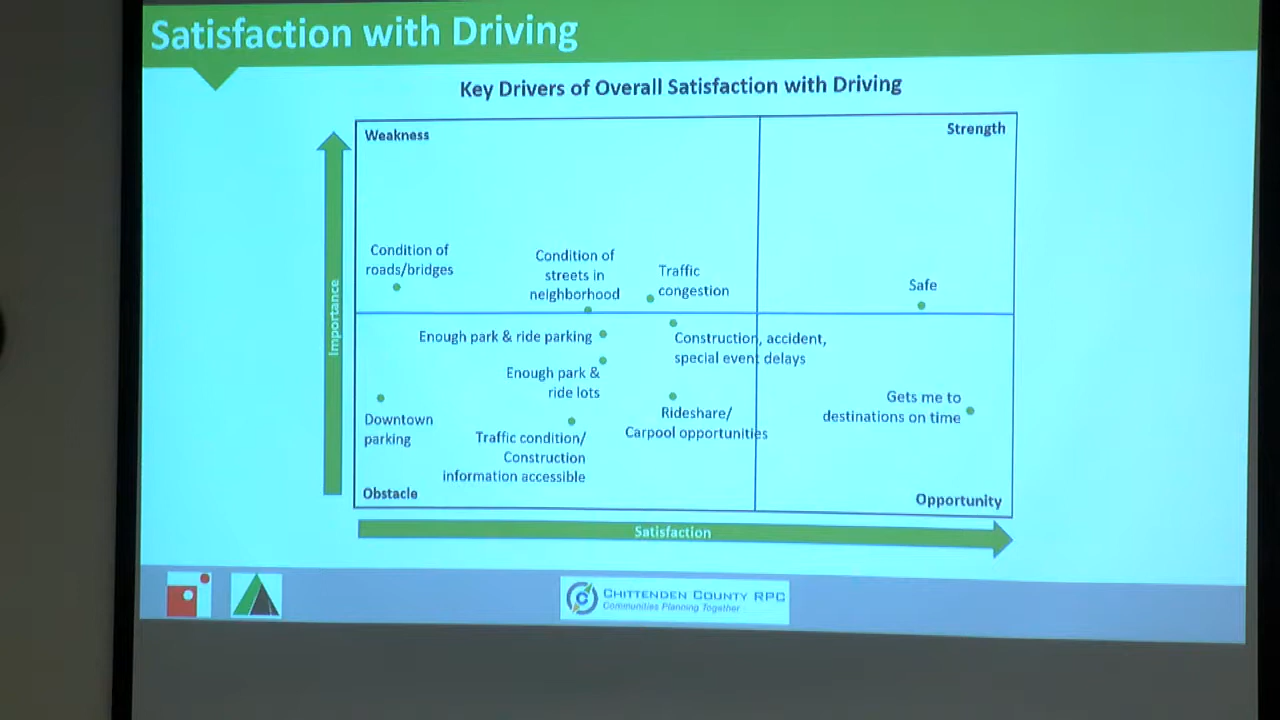 Satisfaction with Driving
Key Drivers of Overall Satisfaction with Driving
Weakness
Strength
Condition of
roads/bridges
Condition of
streets in
neighborhood
Traffic
congestion
Safe
Importance
Enough park & ride parking
Construction, accident,
special event delays
Enough park &
ride lots
Gets me to
destinations on time
Downtown
parking
Rideshare/
Carpool opportunities
Traffic condition/
Construction
information accessible
Obstacle
Opportunity
Satisfaction
CHITTENDEN COUNTY RPC
Communities Planning Together